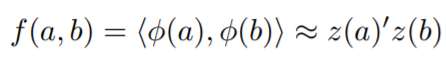 f(a, b) = ⟨ϕ(a), ϕ(b)⟩ ≈ z(a)′z(b)